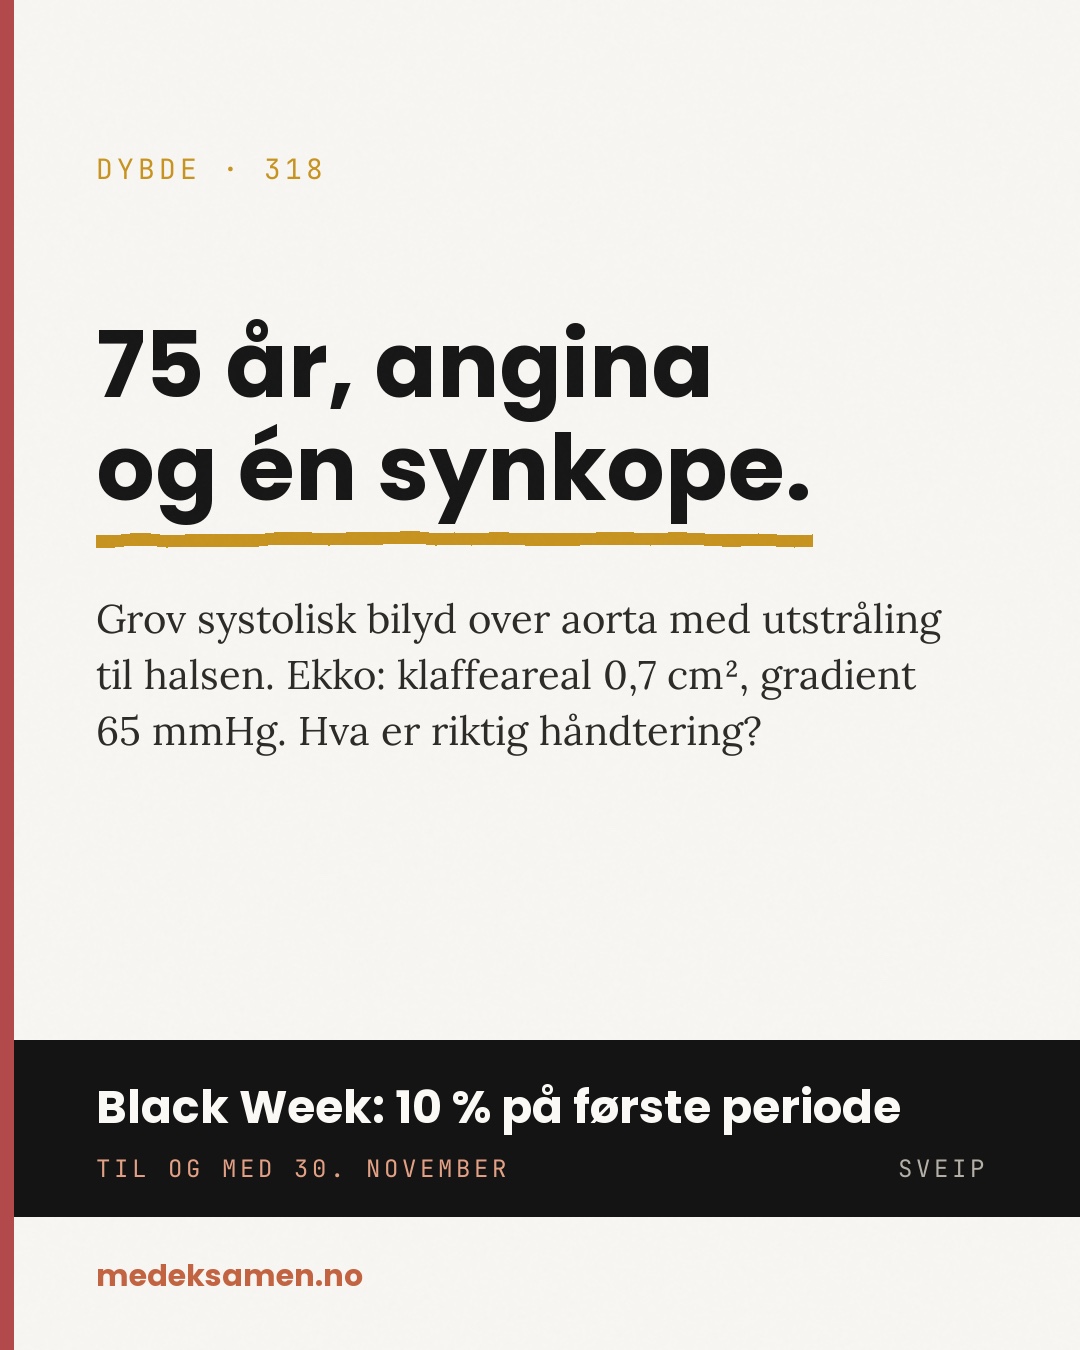 DYBDE · 318
75 år, angina
og én synkope.
Grov systolisk bilyd over aorta med utstråling
til halsen. Ekko: klaffeareal 0,7 cm², gradient
65 mmHg. Hva er riktig håndtering?
Black Week: 10 % på første periode
TIL OG MED 30. NOVEMBER
SVEIP
medeksamen.no